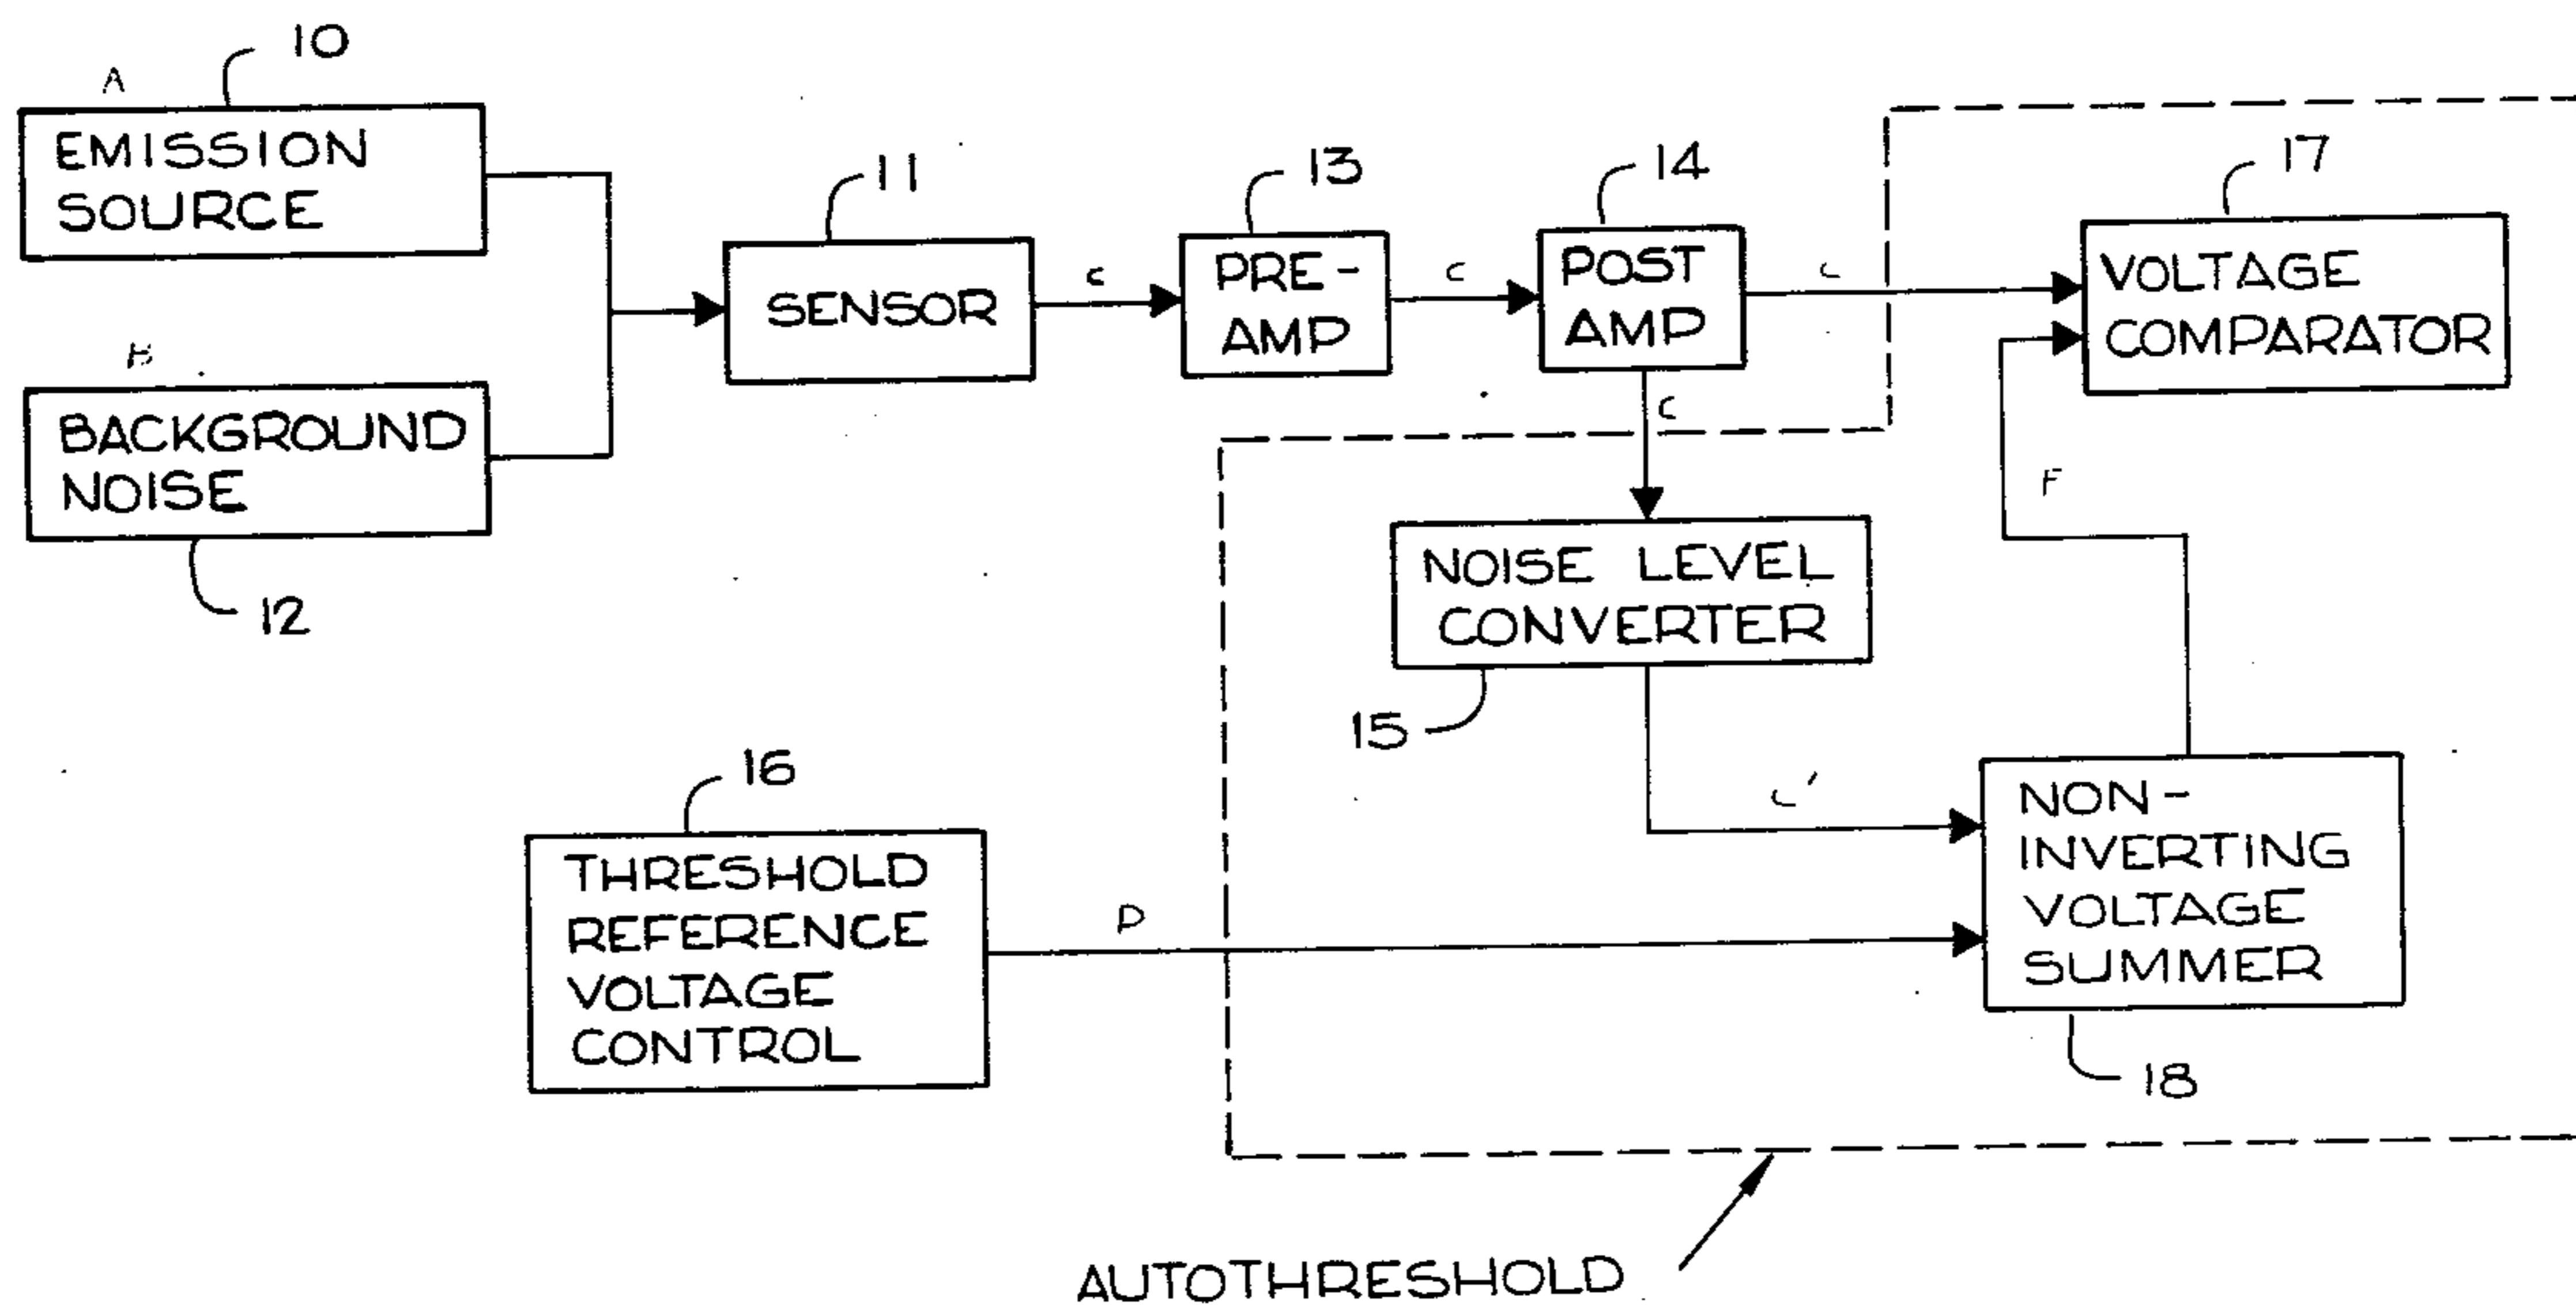 10
A
EMISSION
SOURCE
B
BACKGROUND
NOISE
12
11
SENSOR
C
13
PRE-
AMP
C
14
POST
AMP
C
C
17
VOLTAGE
COMPARATOR
F
NOISE LEVEL
CONVERTER
15
C'
16
THRESHOLD
REFERENCE
VOLTAGE
CONTROL
D
NON-
INVERTING
VOLTAGE
SUMMER
18
AUTOTHRESHOLD